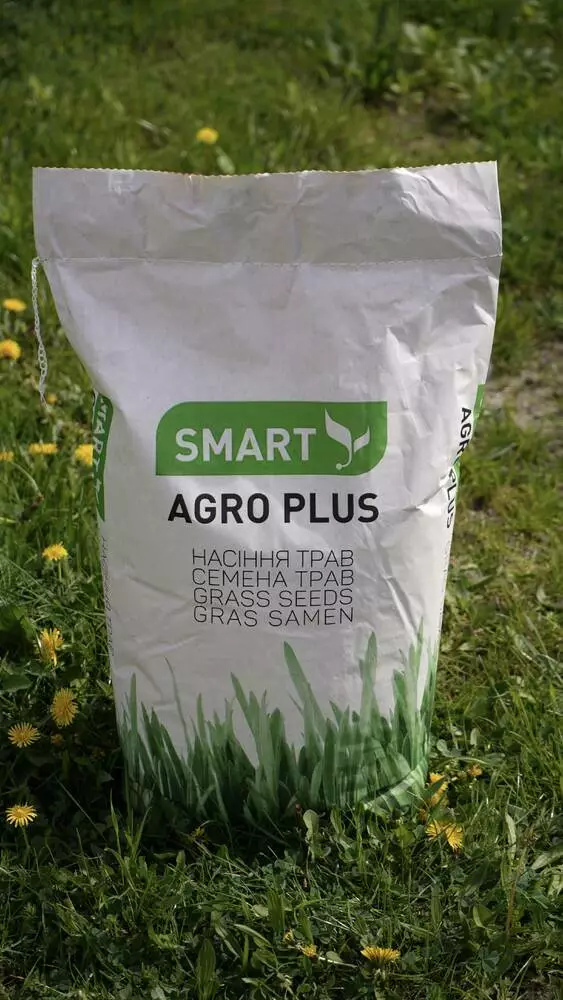 SMART
AGRO PLUS
НАСІННЯ ТРАВ
СЕМЕНА ТРАВ
GRASS SEEDS
GRAS SAMEN